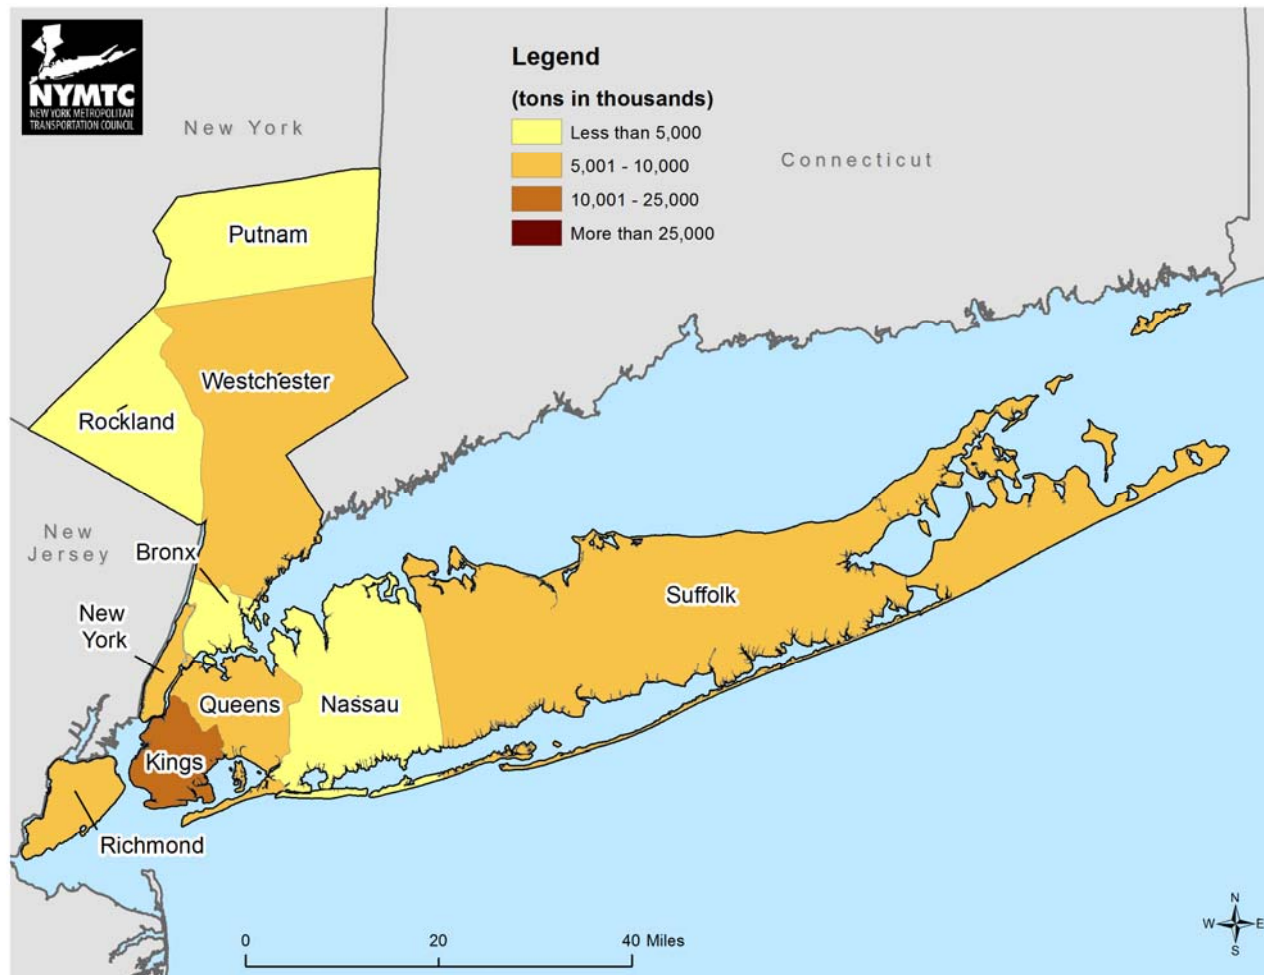 NYMTC
NEW YORK METROPOLITAN
TRANSPORTATION COUNCIL
Legend
(tons in thousands)
Less than 5,000
5,001 - 10,000
10,001 - 25,000
More than 25,000
New York
Connecticut
Putnam
Westchester
Rockland
New
Jersey
Bronx
New
York
Suffolk
Queens
Nassau
Kings
Richmond
0 20 40 Miles
N
W E
S